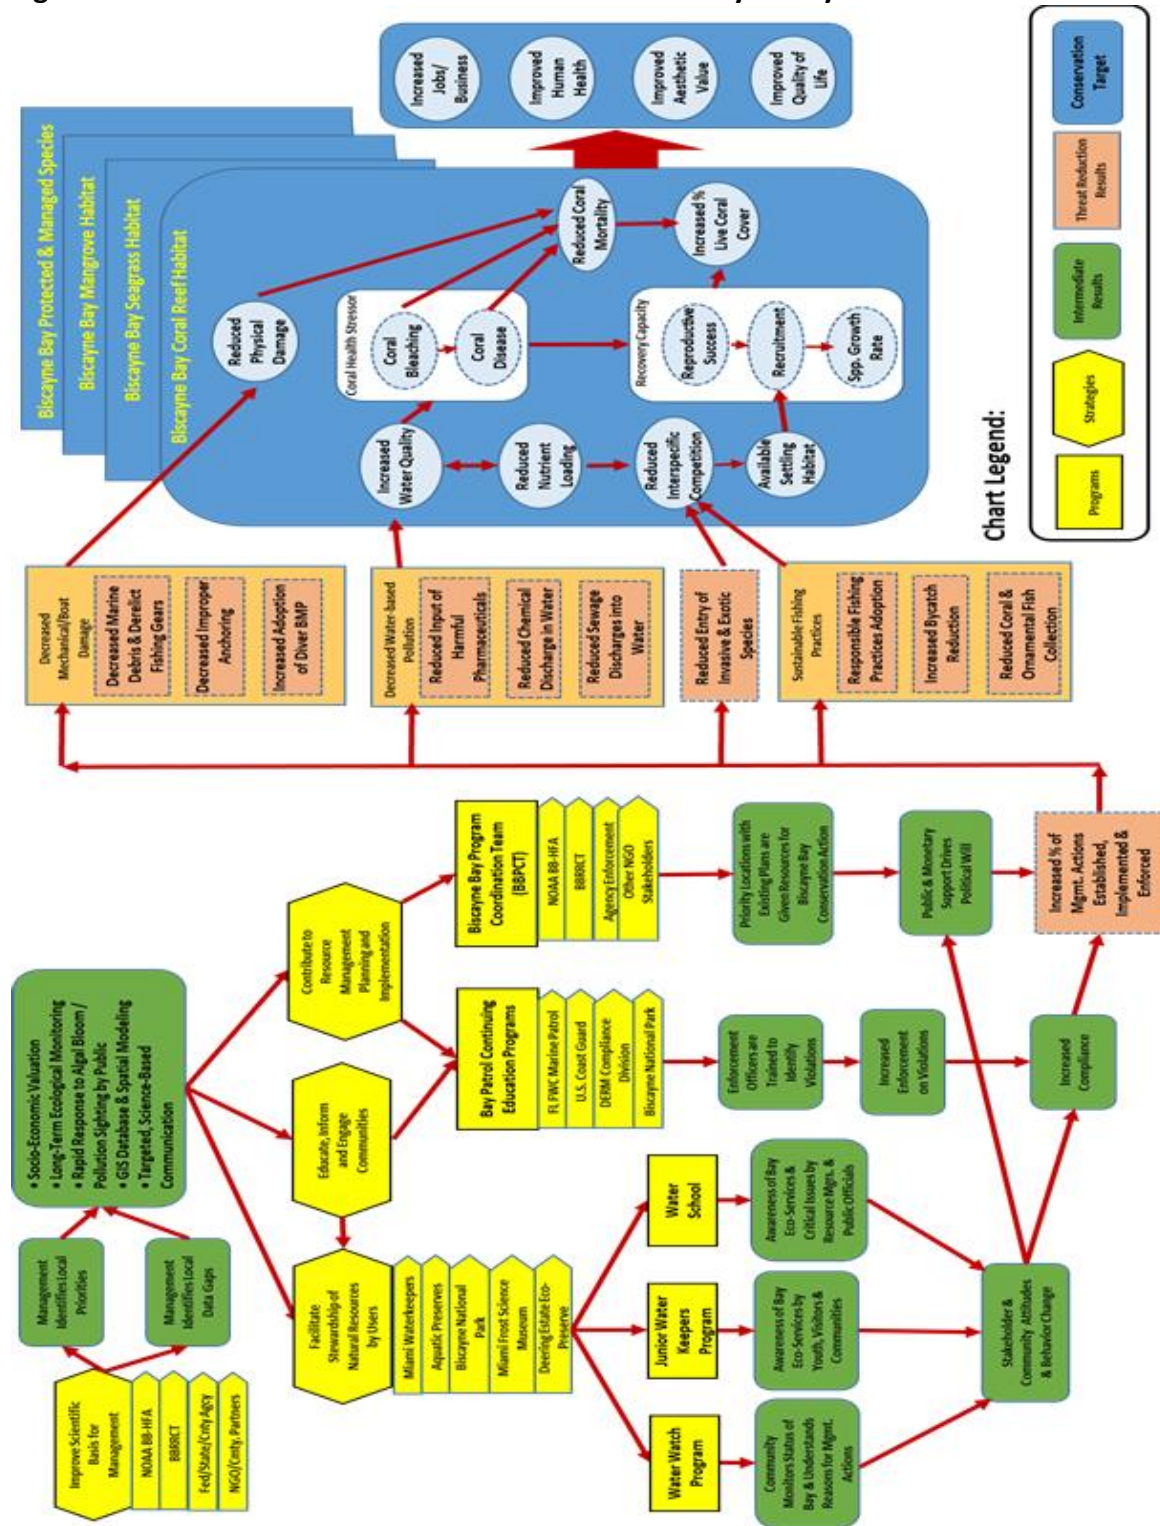 Improve Scientific
Basis for
Management
NOAA BB-HFA
BBRRCT
Fed/State/Cnty Agcy
NGO/Cmty. Partners
Management
Identifies Local
Priorities
Management
Identifies Local
Data Gaps
• Socio-Economic Valuation
• Long-Term Ecological Monitoring
• Rapid Response to Algal Bloom /
Pollution Sighting by Public
• GIS Database & Spatial Modeling
• Targeted, Science-Based
Communication
Facilitate
Stewardship of
Natural Resources
by Users
Miami Waterkeepers
Aquatic Preserves
Biscayne National
Park
Miami Frost Science
Museum
Deering Estate Eco-
Preserve
Educate, Inform
and Engage
Communities
Contribute to
Resource
Management
Planning and
Implementation
Water Watch
Program
Junior Water
Keepers
Program
Water
School
Bay Patrol Continuing
Education Programs
FL FWC Marine Patrol
U.S. Coast Guard
DERM Compliance
Division
Biscayne National Park
Biscayne Bay Program
Coordination Team
(BBPCT)
NOAA BB-HFA
BBRRCT
Agency Enforcement
Other NGO
Stakeholders
Community
Monitors Status of
Bay & Understands
Reasons for Mgmt.
Actions
Awareness of Bay
Eco-Services by
Youth, Visitors &
Communities
Awareness of Bay
Eco-Services &
Critical Issues by
Resource Mgrs. &
Public Officials
Enforcement
Officers are
Trained to
Identify
Violations
Priority Locations with
Existing Plans are
Given Resources for
Biscayne Bay
Conservation Action
Increased
Enforcement
on Violations
Public & Monetary
Support Drives
Political Will
Stakeholder &
Community Attitudes
& Behavior Change
Increased
Compliance
Increased % of
Mgmt. Actions
Established,
Implemented &
Enforced
Decreased
Mechanical/Boat
Damage
Decreased Marine
Debris & Derelict
Fishing Gears
Decreased Improper
Anchoring
Increased Adoption
of Diver BMP
Decreased Water-based
Pollution
Reduced Input of
Harmful
Pharmaceuticals
Reduced Chemical
Discharge in Water
Reduced Sewage
Discharges into
Water
Reduced Entry of
Invasive & Exotic
Species
Sustainable Fishing
Practices
Responsible Fishing
Practices Adoption
Increased Bycatch
Reduction
Reduced Coral &
Ornamental Fish
Collection
Biscayne Bay Protected & Managed Species
Biscayne Bay Mangrove Habitat
Biscayne Bay Seagrass Habitat
Biscayne Bay Coral Reef Habitat
Reduced
Physical
Damage
Increased
Water Quality
Reduced
Nutrient
Loading
Reduced
Interspecific
Competition
Available
Settling
Habitat
Coral Health Stressor
Coral
Bleaching
Coral
Disease
Recovery Capacity
Reproductive
Success
Recruitment
Spp. Growth
Rate
Reduced Coral
Mortality
Increased %
Live Coral
Cover
Increased
Jobs/
Business
Improved
Human
Health
Improved
Aesthetic
Value
Improved
Quality of
Life
Chart Legend:
Programs
Strategies
Intermediate
Results
Threat Reduction
Results
Conservation
Target